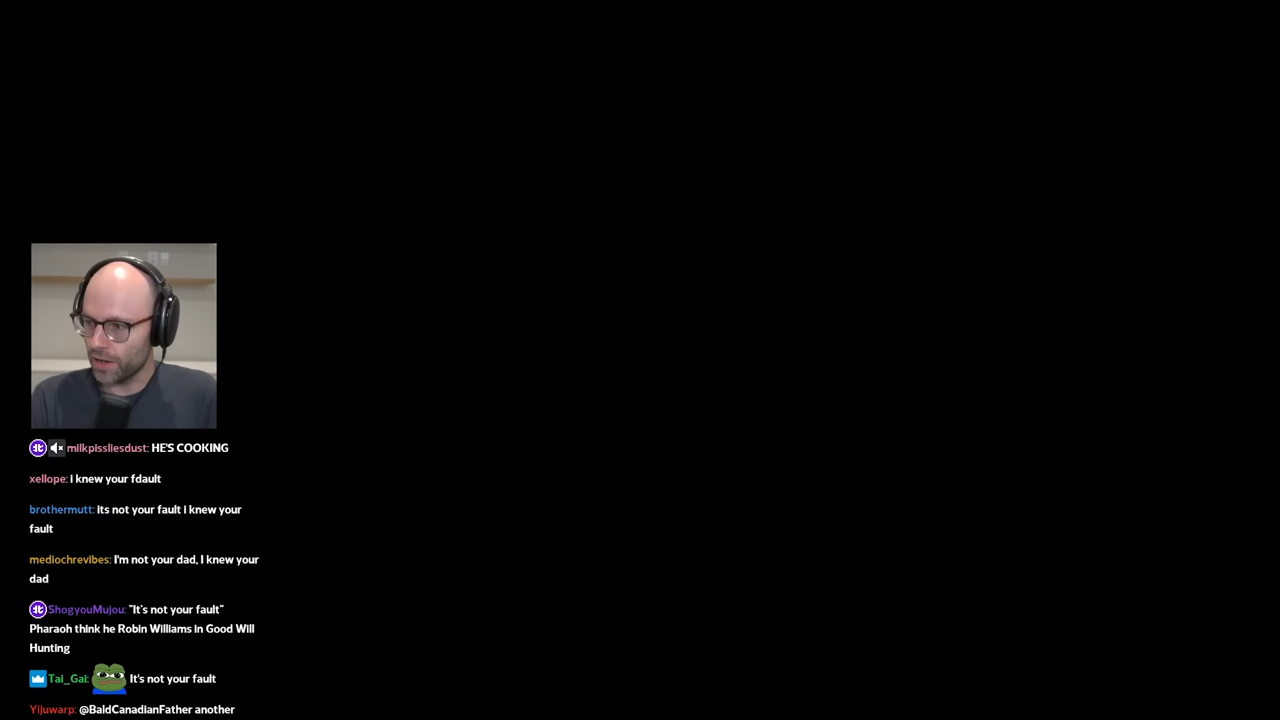 milkpissliesdust: HE'S COOKING
xellope: i knew your fdault
brothermutt: its not your fault i knew your
fault
mediochrevibes: I'm not your dad, I knew your
dad
ShogyouMujou: "It's not your fault"
Pharaoh think he Robin Williams in Good Will
Hunting
Tai_Gai: It's not your fault
Yijuwarp: @BaldCanadianFather another